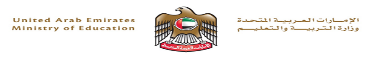 United Arab Emirates
Ministry of Education
الإمارات العربية المتحدة
وزارة التربية والتعليم